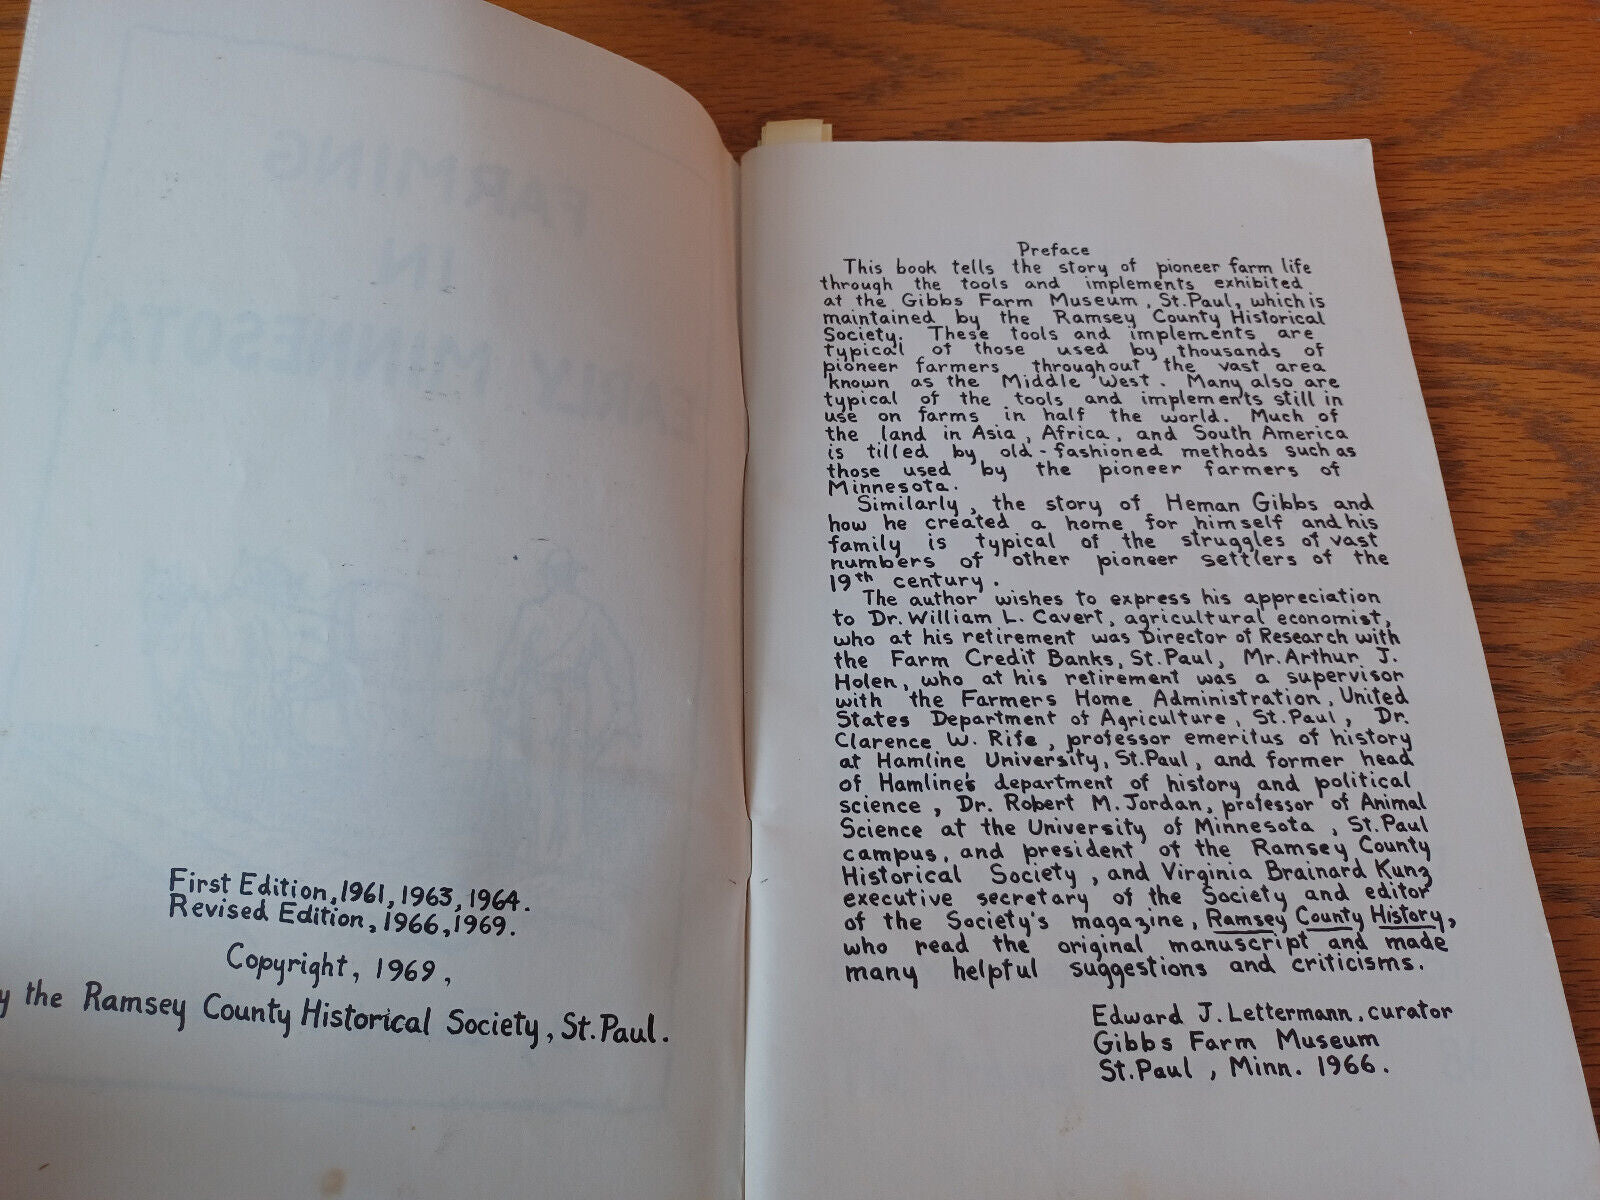 FARMING
IN
EARLY MINNESOTA
First Edition, 1961, 1963, 1964.
Revised Edition, 1966, 1969.
Copyright, 1969,
y the Ramsey County Historical Society, St. Paul.
Preface
This book tells the story of pioneer farm life
through the tools and implements exhibited
at the Gibbs Farm Museum, St. Paul, which is
maintained by the Ramsey County Historical
Society. These tools and implements are
typical of those used by thousands of
pioneer farmers throughout the vast area
known as the Middle West. Many also are
typical of the tools and implements still in
use on farms in half the world. Much of
the land in Asia, Africa, and South America
is tilled by old-fashioned methods such as
those used by the pioneer farmers of
Minnesota.
Similarly, the story of Heman Gibbs and
how he created a home for himself and his
family is typical of the struggles of vast
numbers of other pioneer settlers of the
19th century.
The author wishes to express his appreciation
to Dr. William L. Cavert, agricultural economist,
who at his retirement was Director of Research with
the Farm Credit Banks, St. Paul, Mr. Arthur J.
Holen, who at his retirement was a supervisor
with the Farmers Home Administration, United
States Department of Agriculture, St. Paul, Dr.
Clarence W. Rife, professor emeritus of history
at Hamline University, St. Paul, and former head
of Hamline's department of history and political
science, Dr. Robert M. Jordan, professor of Animal
Science at the University of Minnesota, St. Paul
campus, and president of the Ramsey County
Historical Society, and Virginia Brainard Kunz
executive secretary of the Society and editor
of the Society's magazine, Ramsey County History,
who read the original manuscript and made
many helpful suggestions and criticisms.
Edward J. Lettermann, curator
Gibbs Farm Museum
St. Paul, Minn. 1966.